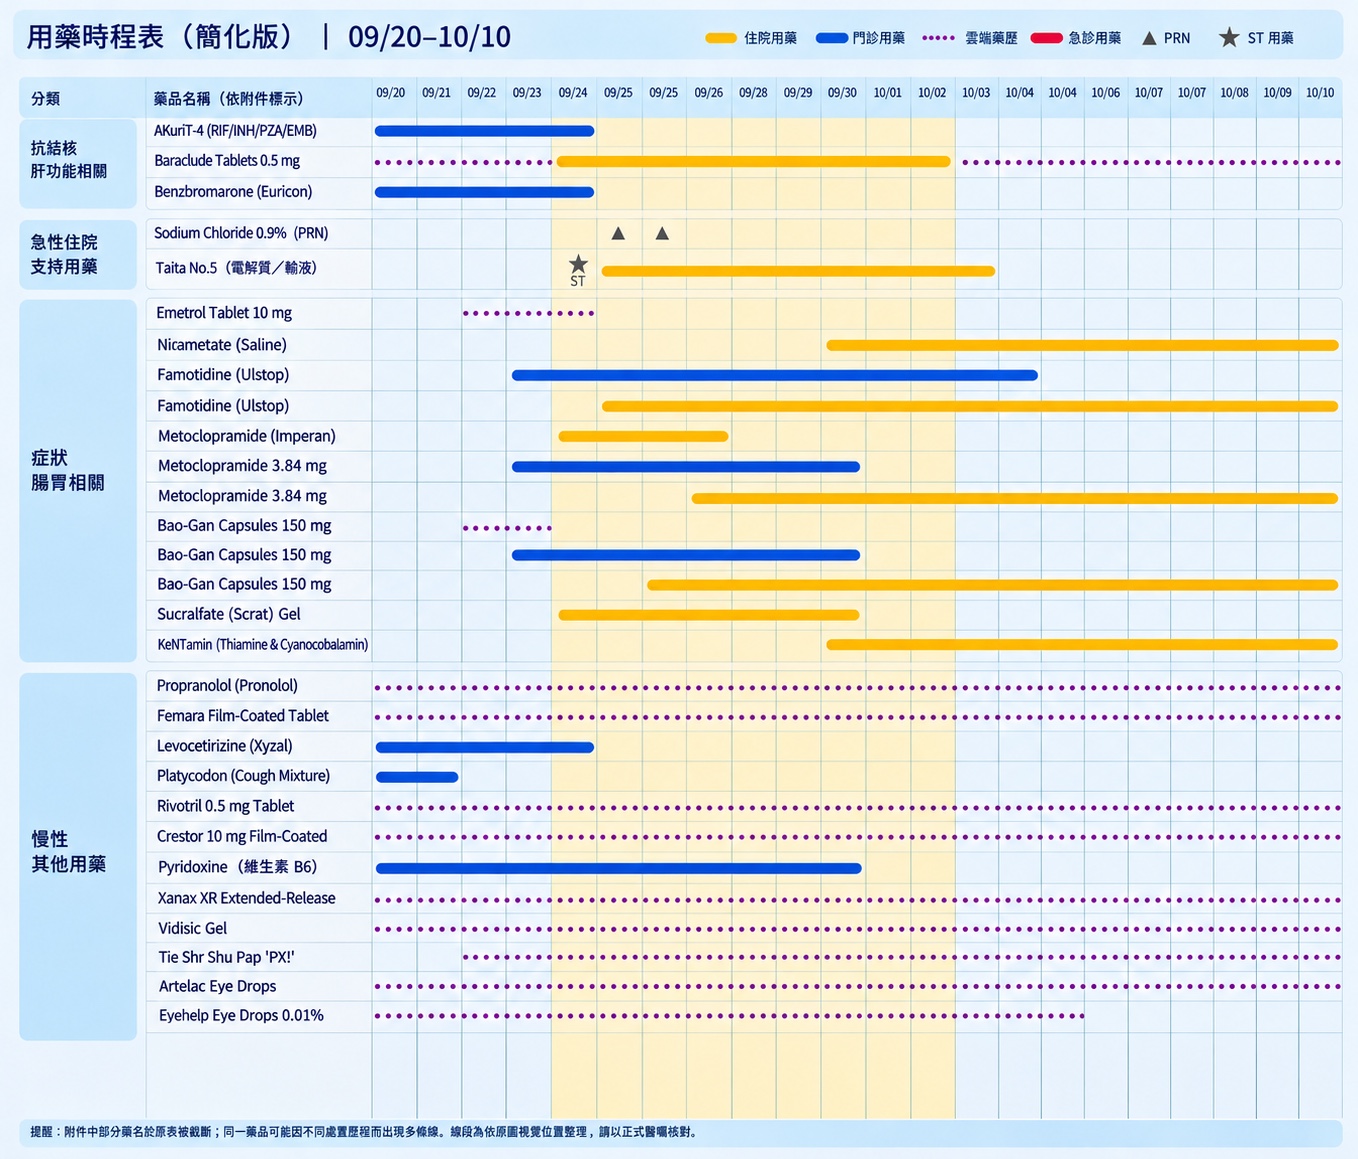 用藥時程表（簡化版）｜ 09/20–10/10
住院用藥 門診用藥 雲端藥歷 急診用藥 PRN ST 用藥
分類 藥品名稱（依附件標示） 09/20 09/21 09/22 09/23 09/24 09/25 09/25 09/26 09/28 09/29 09/30 10/01 10/02 10/03 10/04 10/04 10/06 10/07 10/07 10/08 10/09 10/10
抗結核
肝功能相關
AKuriT-4 (RIF/INH/PZA/EMB)
Baraclude Tablets 0.5 mg
Benzbromarone (Euricon)
急性住院
支持用藥
Sodium Chloride 0.9% (PRN)
Taita No.5（電解質／輸液）
ST
症狀
腸胃相關
Emetrol Tablet 10 mg
Nicametate (Saline)
Famotidine (Ulstop)
Famotidine (Ulstop)
Metoclopramide (Imperan)
Metoclopramide 3.84 mg
Metoclopramide 3.84 mg
Bao-Gan Capsules 150 mg
Bao-Gan Capsules 150 mg
Bao-Gan Capsules 150 mg
Sucralfate (Scrat) Gel
KeNTamin (Thiamine & Cyanocobalamin)
慢性
其他用藥
Propranolol (Pronolol)
Femara Film-Coated Tablet
Levocetirizine (Xyzal)
Platycodon (Cough Mixture)
Rivotril 0.5 mg Tablet
Crestor 10 mg Film-Coated
Pyridoxine（維生素 B6）
Xanax XR Extended-Release
Vidisic Gel
Tie Shr Shu Pap 'PX!'
Artelac Eye Drops
Eyehelp Eye Drops 0.01%
提醒：附件中部分藥名於原表被截斷；同一藥品可能因不同處置歷程而出現多條線。線段為依原圖視覺位置整理，請以正式醫囑核對。